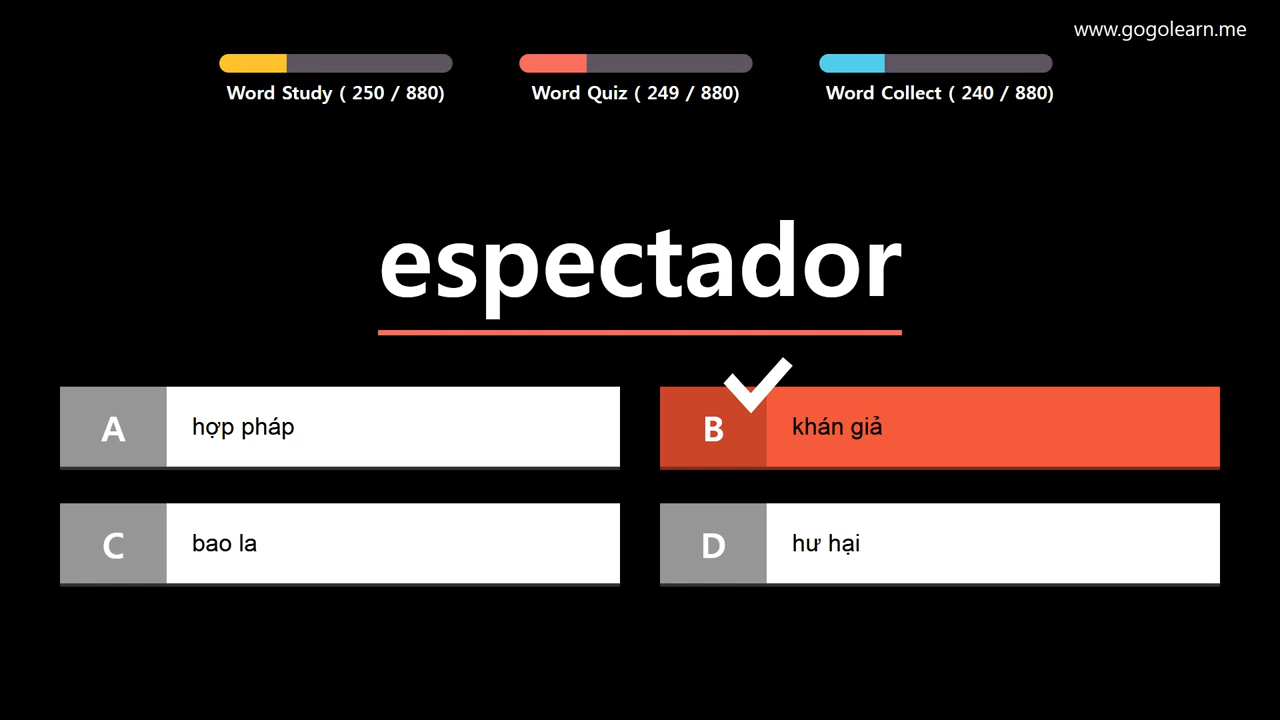 www.gogolearn.me
Word Study ( 250 / 880)
Word Quiz ( 249 / 880)
Word Collect ( 240 / 880)
espectador
A hợp pháp
B khán giả
C bao la
D hư hại